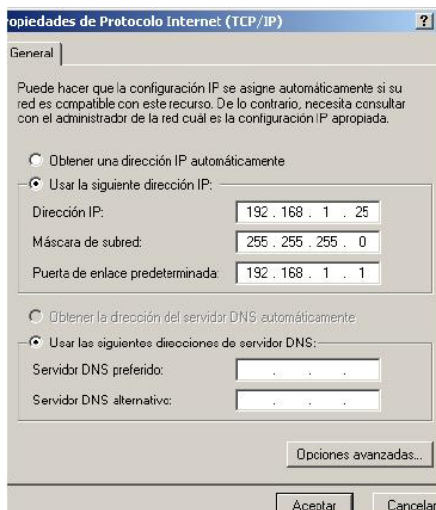 opiedades de Protocolo Internet (TCP/IP) ?
General
Puede hacer que la configuración IP se asigne automáticamente si su
red es compatible con este recurso. De lo contrario, necesita consultar
con el administrador de la red cuál es la configuración IP apropiada.
Obtener una dirección IP automáticamente
Usar la siguiente dirección IP:
Dirección IP: 192 . 168 . 1 . 25
Máscara de subred: 255 . 255 . 255 . 0
Puerta de enlace predeterminada: 192 . 168 . 1 . 1
Obtener la dirección del servidor DNS automáticamente
Usar las siguientes direcciones de servidor DNS:
Servidor DNS preferido: . . .
Servidor DNS alternativo: . . .
Opciones avanzadas...
Aceptar Cancelar